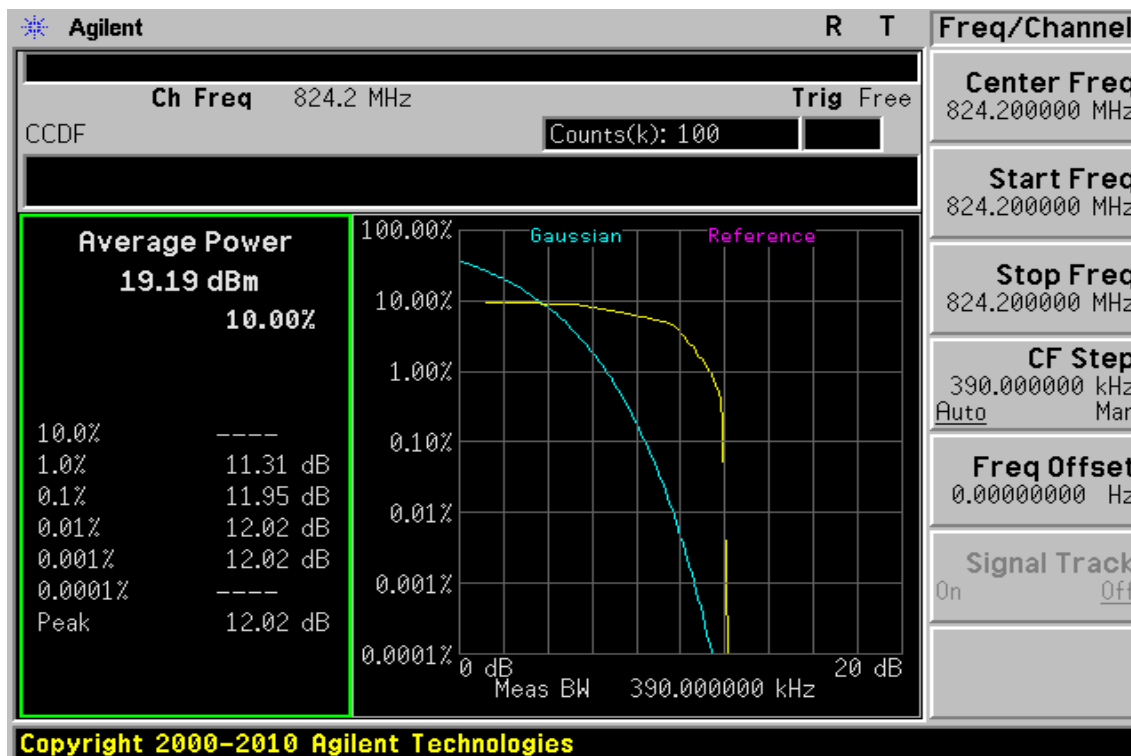 Agilent R T
Ch Freq 824.2 MHz Trig Free
CCDF Counts(k): 100
Average Power
19.19 dBm
10.00%
10.0% ----
1.0% 11.31 dB
0.1% 11.95 dB
0.01% 12.02 dB
0.001% 12.02 dB
0.0001% ----
Peak 12.02 dB
100.00%
Gaussian Reference
10.00%
1.00%
0.10%
0.01%
0.001%
0.0001%
0 dB 20 dB
Meas BW 390.000000 kHz
Freq/Channel
Center Freq
824.200000 MHz
Start Freq
824.200000 MHz
Stop Freq
824.200000 MHz
CF Step
390.000000 kHz
Auto Man
Freq Offset
0.00000000 Hz
Signal Track
On Off
Copyright 2000-2010 Agilent Technologies